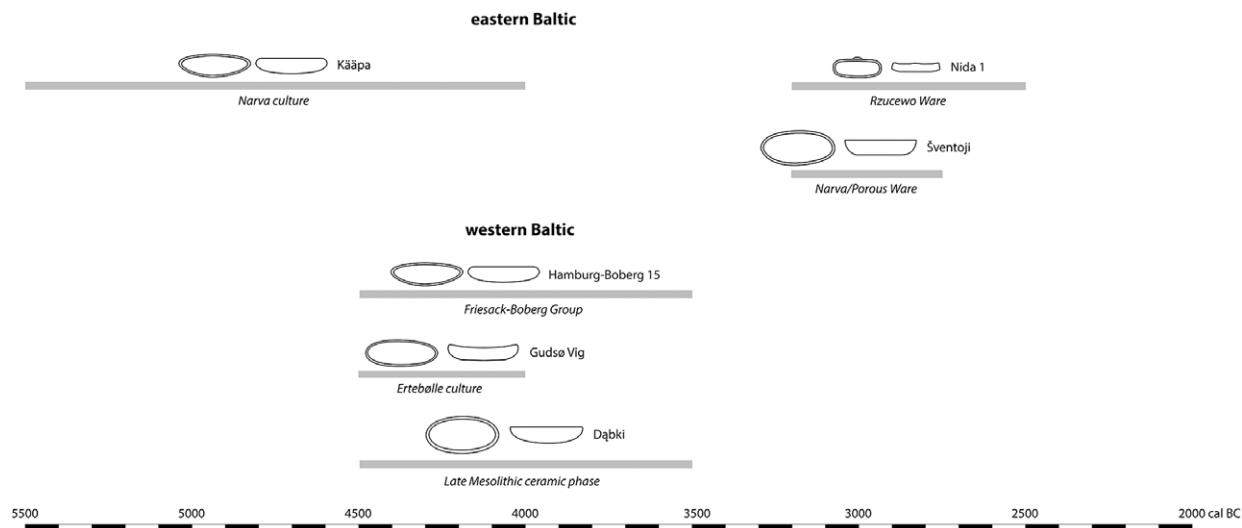 eastern Baltic
Kääpa
Narva culture
Nida 1
Rzucewo Ware
Šventoji
Narva/Porous Ware
western Baltic
Hamburg-Boberg 15
Friesack-Boberg Group
Gudsø Vig
Ertebølle culture
Dąbki
Late Mesolithic ceramic phase
5500 5000 4500 4000 3500 3000 2500 2000 cal BC